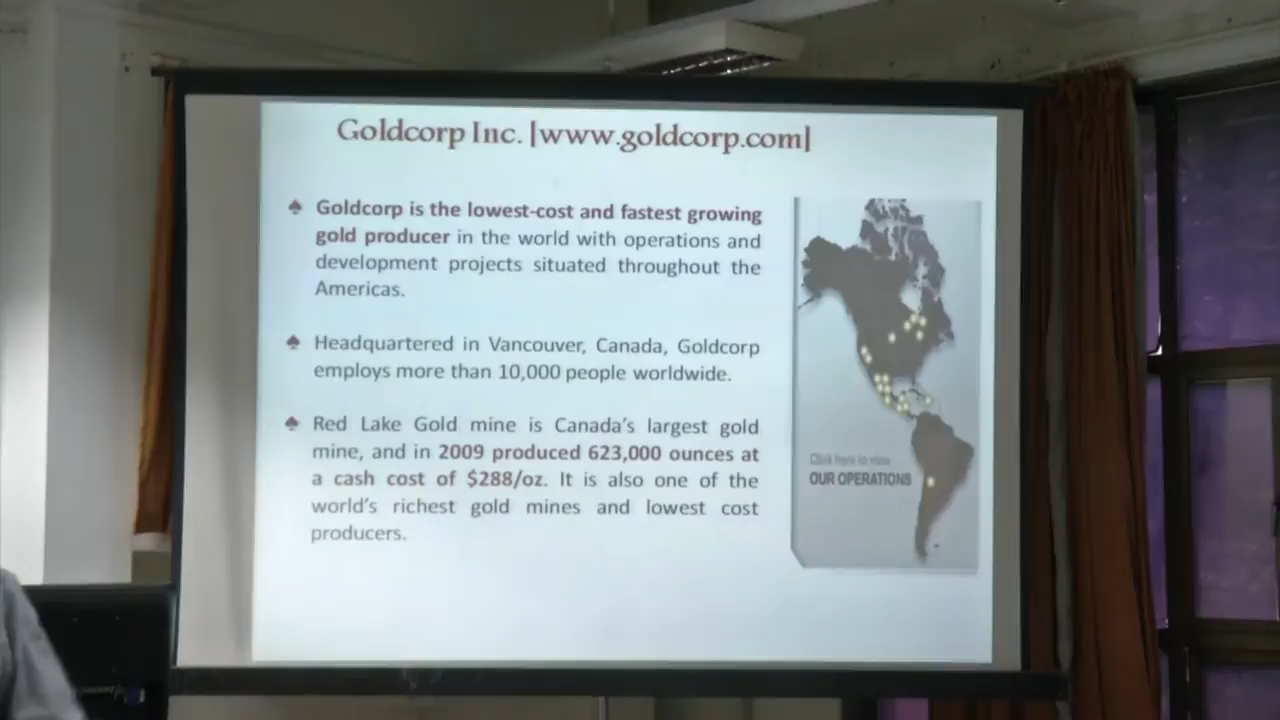 Goldcorp Inc. [www.goldcorp.com]
Goldcorp is the lowest-cost and fastest growing
gold producer in the world with operations and
development projects situated throughout the
Americas.
Headquartered in Vancouver, Canada, Goldcorp
employs more than 10,000 people worldwide.
Red Lake Gold mine is Canada's largest gold
mine, and in 2009 produced 623,000 ounces at
a cash cost of $288/oz. It is also one of the
world's richest gold mines and lowest cost
producers.
Click here to view
OUR OPERATIONS